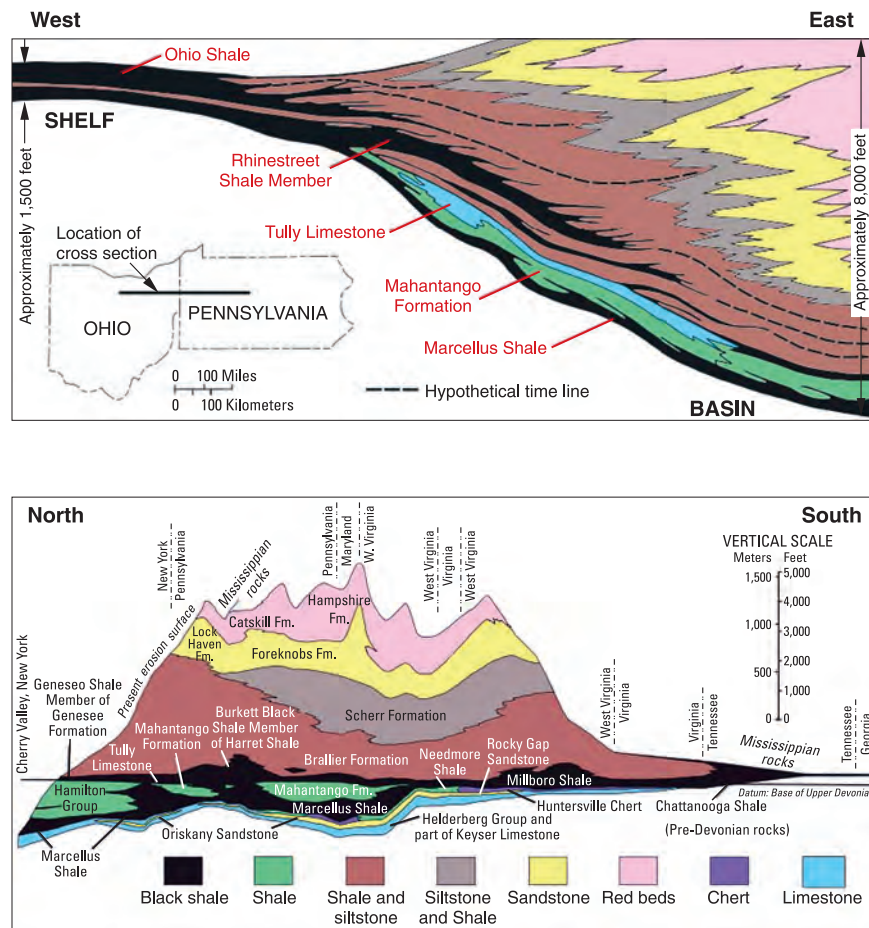 West
East
Ohio Shale
SHELF
Rhinestreet
Shale Member
Approximately 1,500 feet
Approximately 8,000 feet
Tully Limestone
Location of
cross section
Mahantango
Formation
PENNSYLVANIA
OHIO
Marcellus Shale
0 100 Miles
0 100 Kilometers
Hypothetical time line
BASIN
North
South
New York
Pennsylvania
Mississippian
rocks
Pennsylvania
Maryland
W. Virginia
West Virginia
Virginia
West Virginia
VERTICAL SCALE
Meters Feet
1,500 5,000
4,000
1,000 3,000
2,000
500
1,000
0 0
Hampshire
Fm.
Catskill Fm.
Lock
Haven
Fm.
Foreknobs Fm.
Present erosion surface
Cherry Valley, New York
Geneseo Shale
Member of
Genesee
Formation
Mahantango
Formation
Tully
Limestone
Burkett Black
Shale Member
of Harret Shale
Scherr Formation
Brallier Formation
Needmore
Shale
Rocky Gap
Sandstone
West Virginia
Virginia
Virginia
Tennessee
Mississippian
rocks
Tennessee
Georgia
Hamilton
Group
Mahantango Fm.
Marcellus Shale
Millboro Shale
Huntersville Chert
Datum: Base of Upper Devonian
Chattanooga Shale
(Pre-Devonian rocks)
Oriskany Sandstone
Helderberg Group and
part of Keyser Limestone
Marcellus
Shale
Black shale
Shale
Shale and
siltstone
Siltstone
and Shale
Sandstone
Red beds
Chert
Limestone